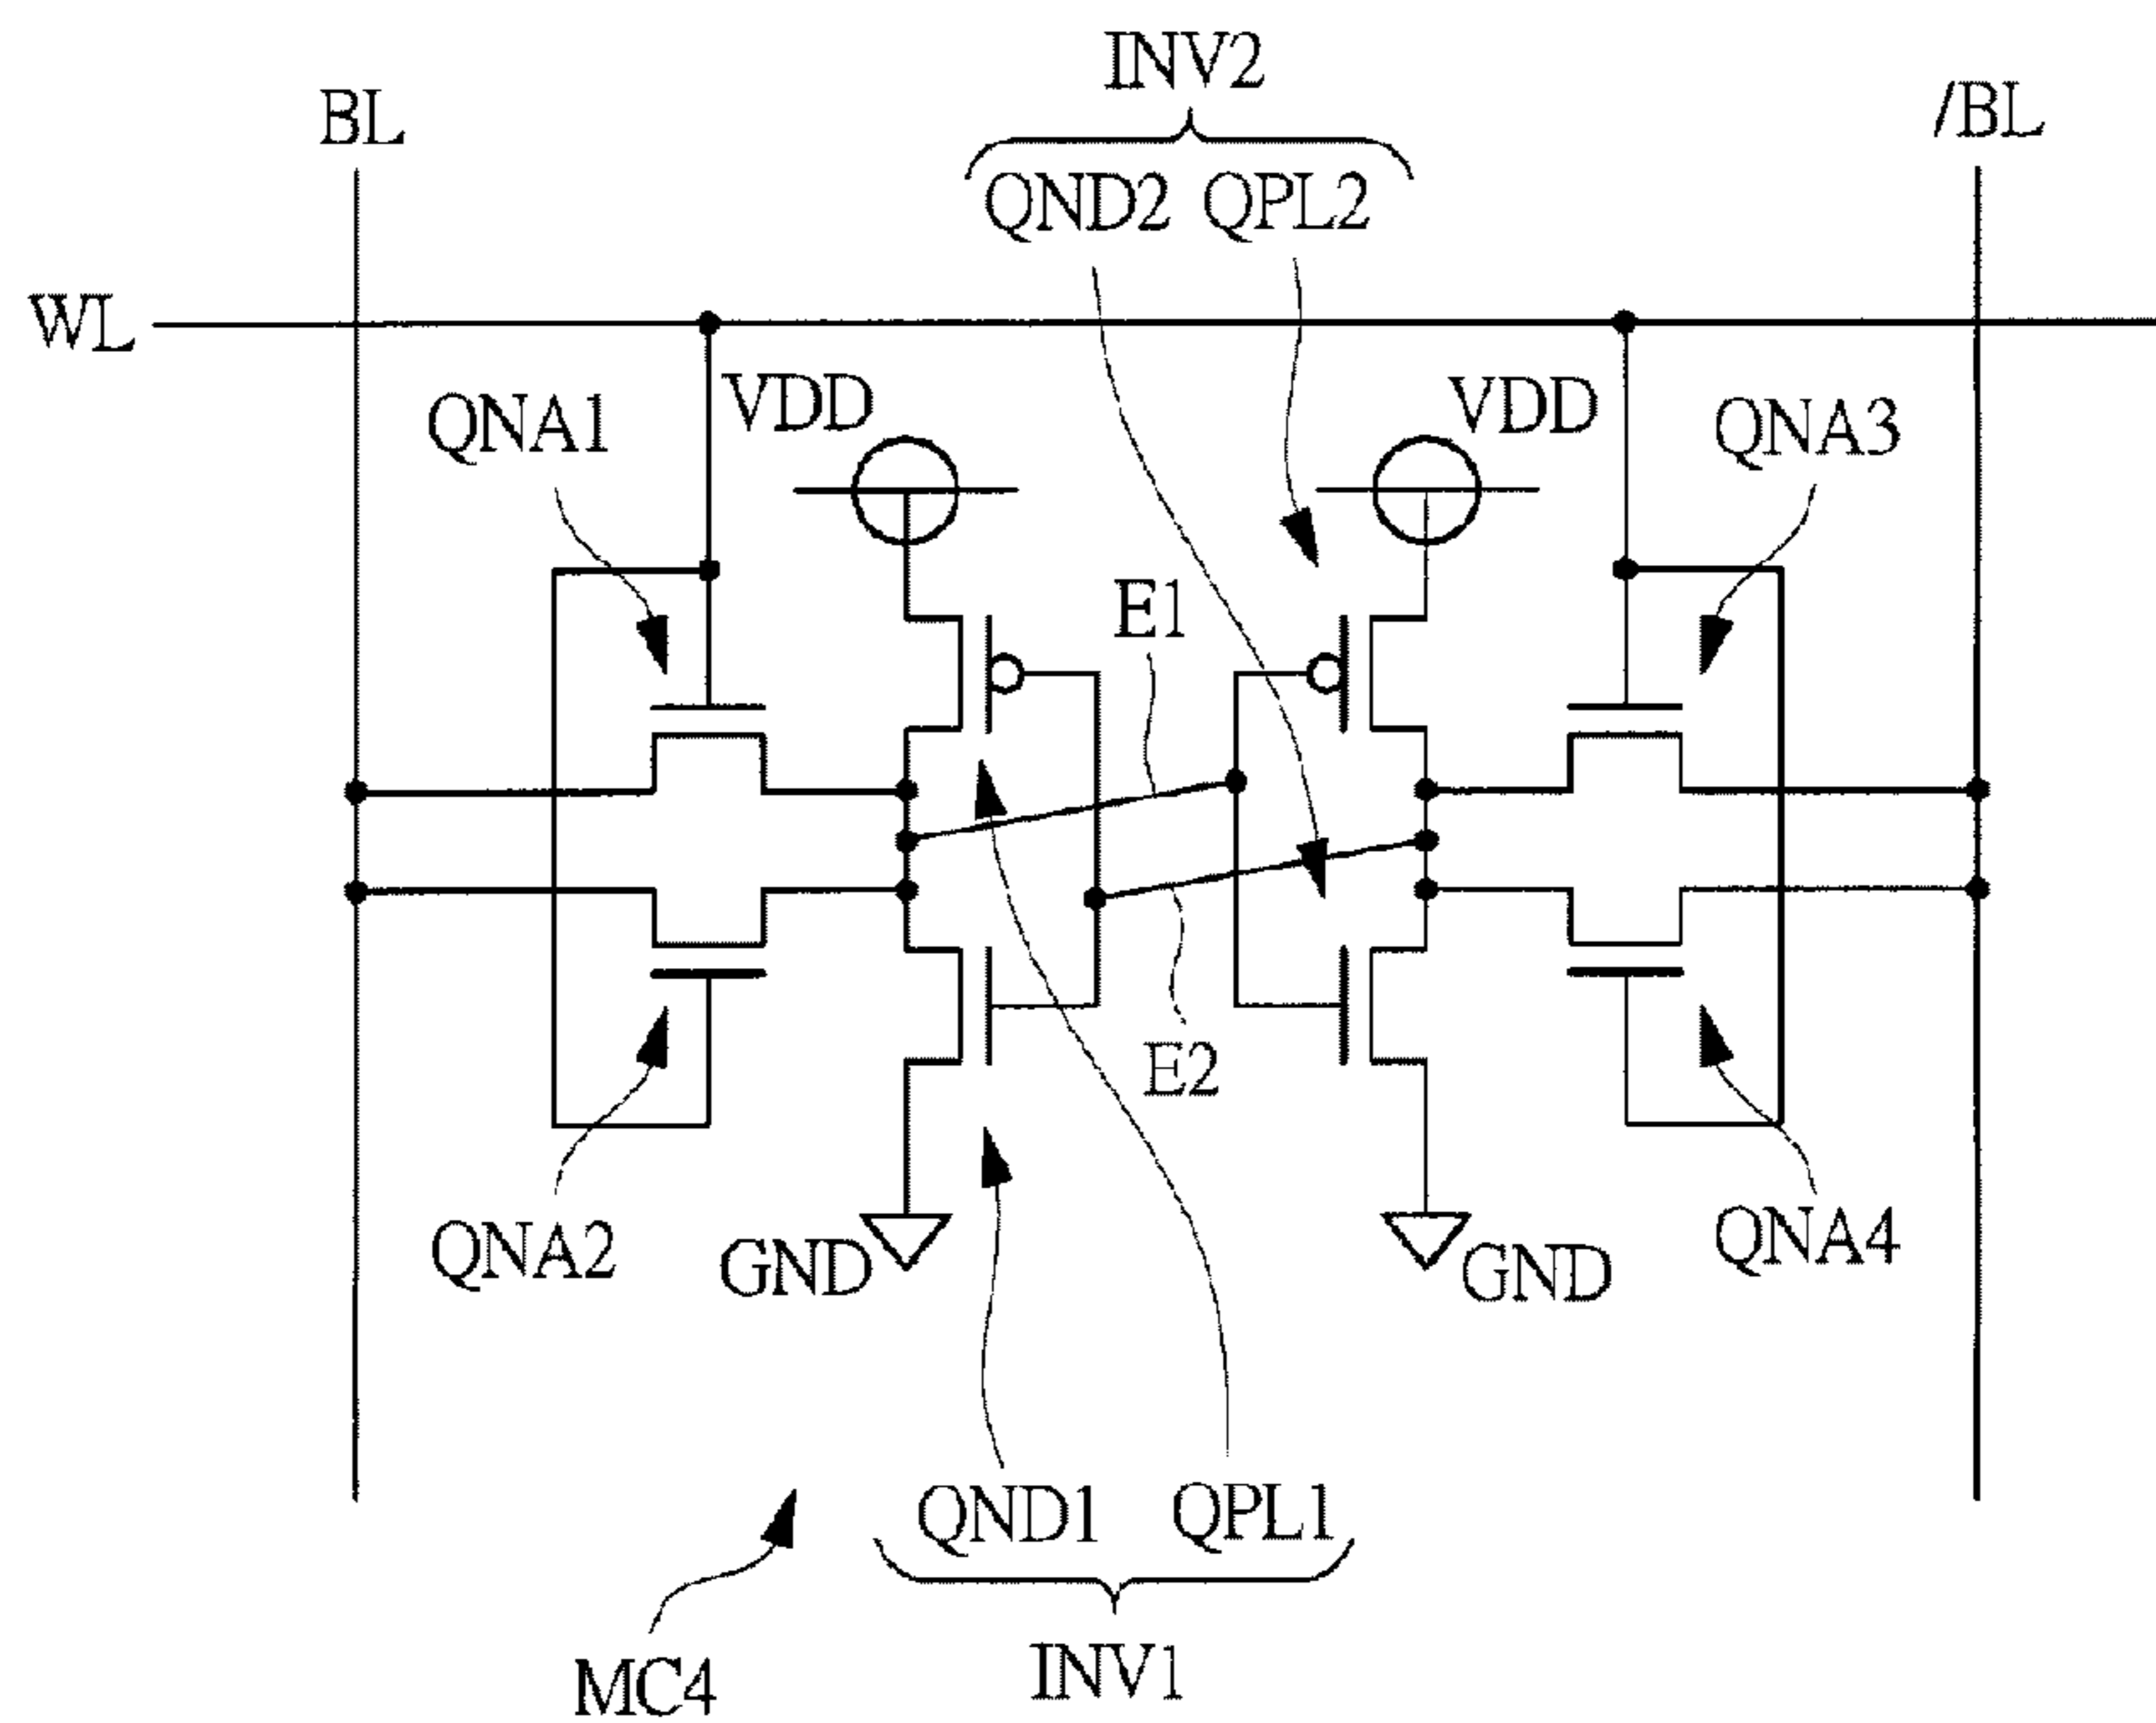 INV2
BL
/BL
QND2 QPL2
WL
VDD
VDD
QNA1
QNA3
E1
E2
QNA2
GND
GND
QNA4
QND1 QPL1
MC4
INV1